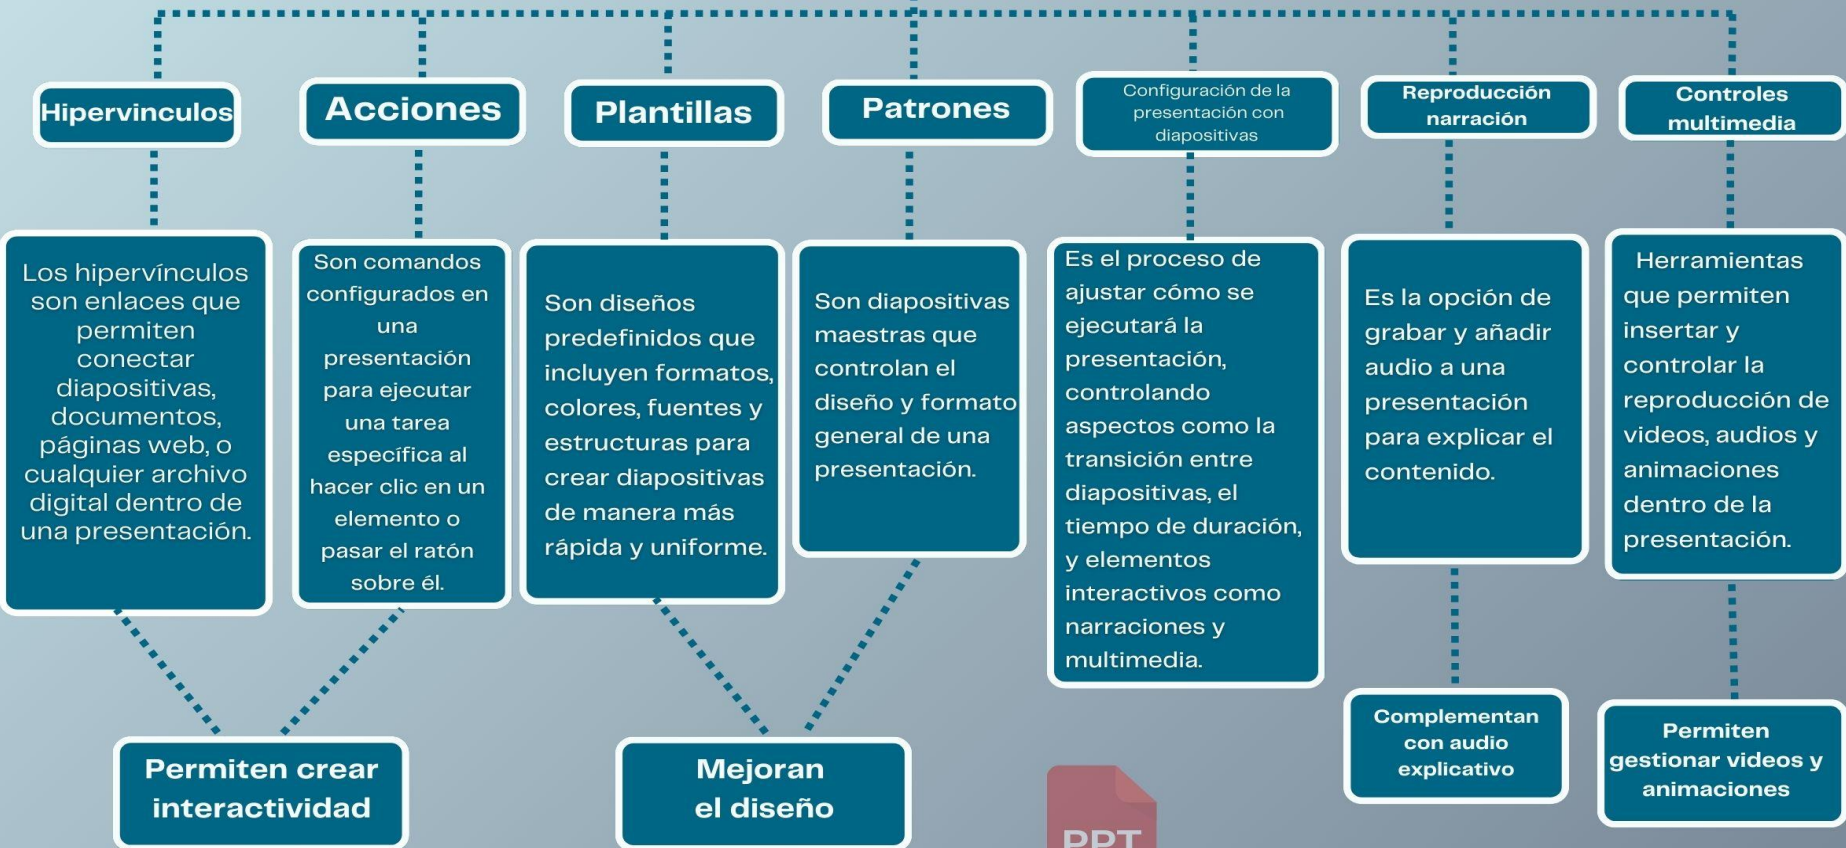 Hipervinculos
Acciones
Plantillas
Patrones
Configuración de la
presentación con
diapositivas
Reproducción
narración
Controles
multimedia
Los hipervínculos
son enlaces que
permiten
conectar
diapositivas,
documentos,
páginas web, o
cualquier archivo
digital dentro de
una presentación.
Son comandos
configurados en
una
presentación
para ejecutar
una tarea
específica al
hacer clic en un
elemento o
pasar el ratón
sobre él.
Son diseños
predefinidos que
incluyen formatos,
colores, fuentes y
estructuras para
crear diapositivas
de manera más
rápida y uniforme.
Son diapositivas
maestras que
controlan el
diseño y formato
general de una
presentación.
Es el proceso de
ajustar cómo se
ejecutará la
presentación,
controlando
aspectos como la
transición entre
diapositivas, el
tiempo de duración,
y elementos
interactivos como
narraciones y
multimedia.
Es la opción de
grabar y añadir
audio a una
presentación
para explicar el
contenido.
Herramientas
que permiten
insertar y
controlar la
reproducción de
videos, audios y
animaciones
dentro de la
presentación.
Permiten crear
interactividad
Mejoran
el diseño
Complementan
con audio
explicativo
Permiten
gestionar videos y
animaciones
PPT